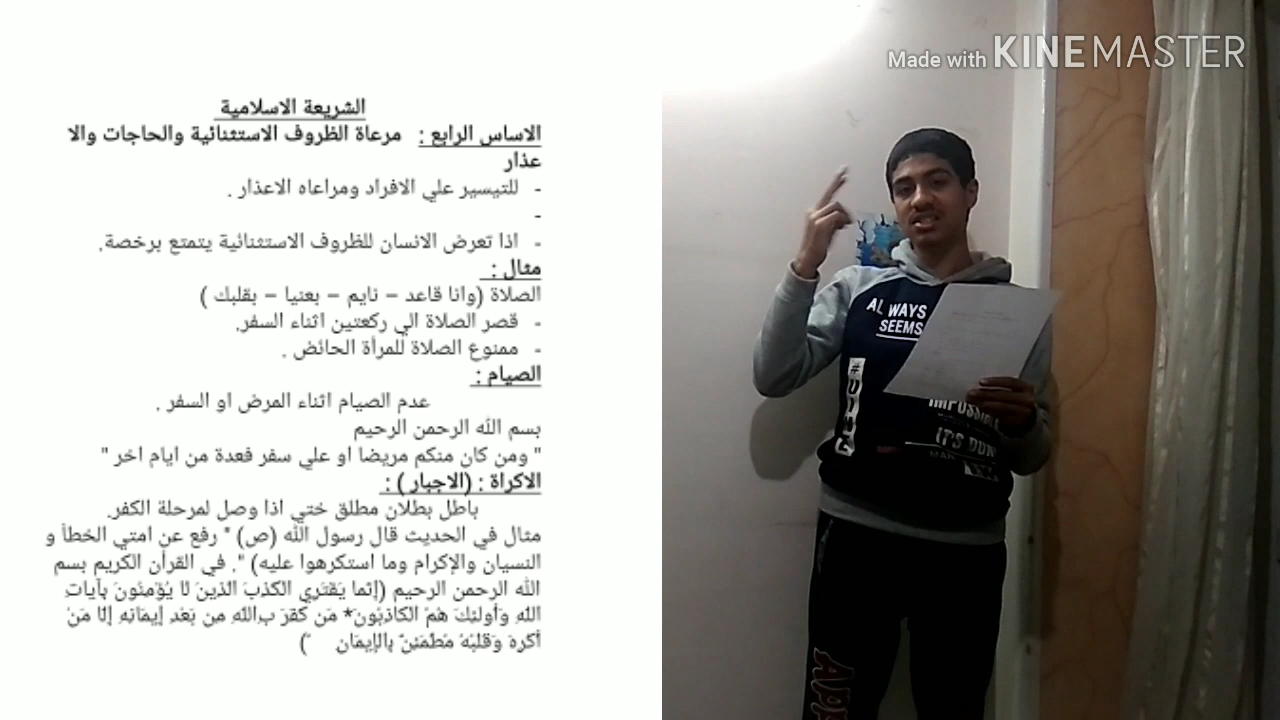 الشريعة الاسلامية
الاساس الرابع : مرعاة الظروف الاستثنائية والحاجات والا
عذار
- للتيسير علي الافراد ومراعاه الاعذار .
-
- اذا تعرض الانسان للظروف الاستثنائية يتمتع برخصة.
مثال :
الصلاة (وانا قاعد – نايم – بعنيا – بقلبك )
- قصر الصلاة الي ركعتين اثناء السفر.
- ممنوع الصلاة للمرأة الحائض .
الصيام :
عدم الصيام اثناء المرض او السفر .
بسم الله الرحمن الرحيم
" ومن كان منكم مريضا او علي سفر فعدة من ايام اخر "
الاكراة : (الاجبار ) :
باطل بطلان مطلق ختي اذا وصل لمرحلة الكفر.
مثال في الحديث قال رسول الله (ص) " رفع عن امتي الخطأ و
النسيان والإكرام وما استكرهوا عليه) ". في القرأن الكريم بسم
الله الرحمن الرحيم (إنَّما يَفْتَرِي الْكَذِبَ الَّذِينَ لَا يُؤْمِنُونَ بِآيَاتِ
اللَّهِ وَأُولَٰئِكَ هُمُ الْكَاذِبُونَ* مَن كَفَرَ بِاللَّهِ مِن بَعْدِ إِيمَانِهِ إِلَّا مَنْ
أُكْرِهَ وَقَلْبُهُ مُطْمَئِنٌّ بِالْإِيمَانِ )
Made with KINEMASTER
ALWAYS
SEEMS
IMPOSSIBLE
IT'S DON